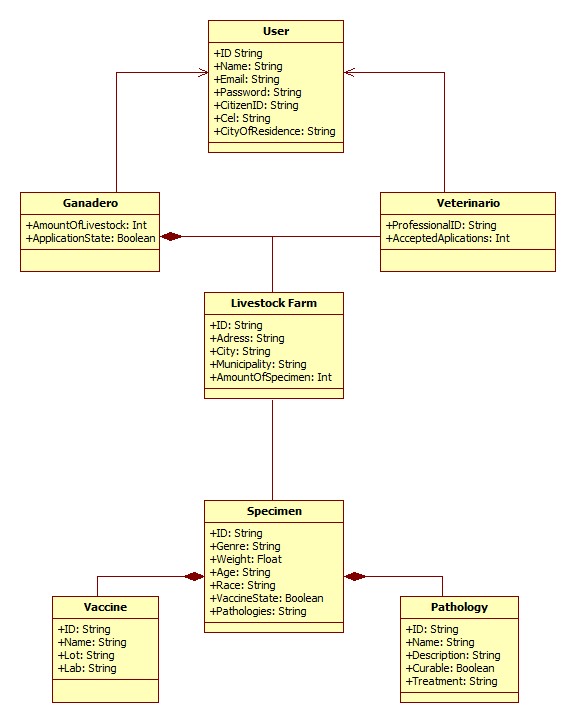 User
+ID String
+Name: String
+Email: String
+Password: String
+CitizenID: String
+Cel: String
+CityOfResidence: String
Ganadero
+AmountOfLivestock: Int
+ApplicationState: Boolean
Veterinario
+ProfessionalID: String
+AcceptedAplications: Int
Livestock Farm
+ID: String
+Adress: String
+City: String
+Municipality: String
+AmountOfSpecimen: Int
Specimen
+ID: String
+Genre: String
+Weight: Float
+Age: String
+Race: String
+VaccineState: Boolean
+Pathologies: String
Vaccine
+ID: String
+Name: String
+Lot: String
+Lab: String
Pathology
+ID: String
+Name: String
+Description: String
+Curable: Boolean
+Treatment: String